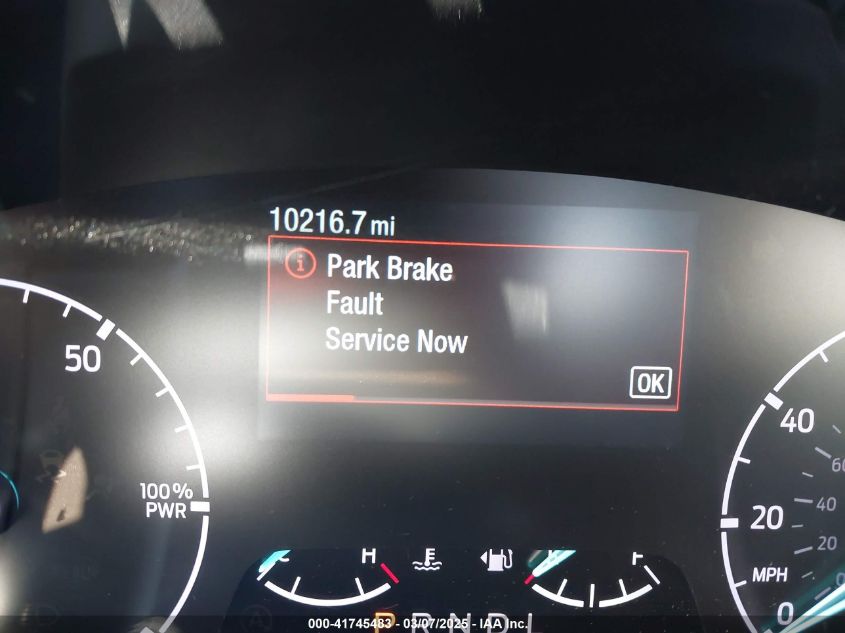 10216.7 mi
i
Park Brake
Fault
Service Now
OK
50
100%
PWR
40
60
20
40
20
MPH
0
0
H
E
F
P R N D L
000-41745483 - 03/07/2025 - IAA Inc.